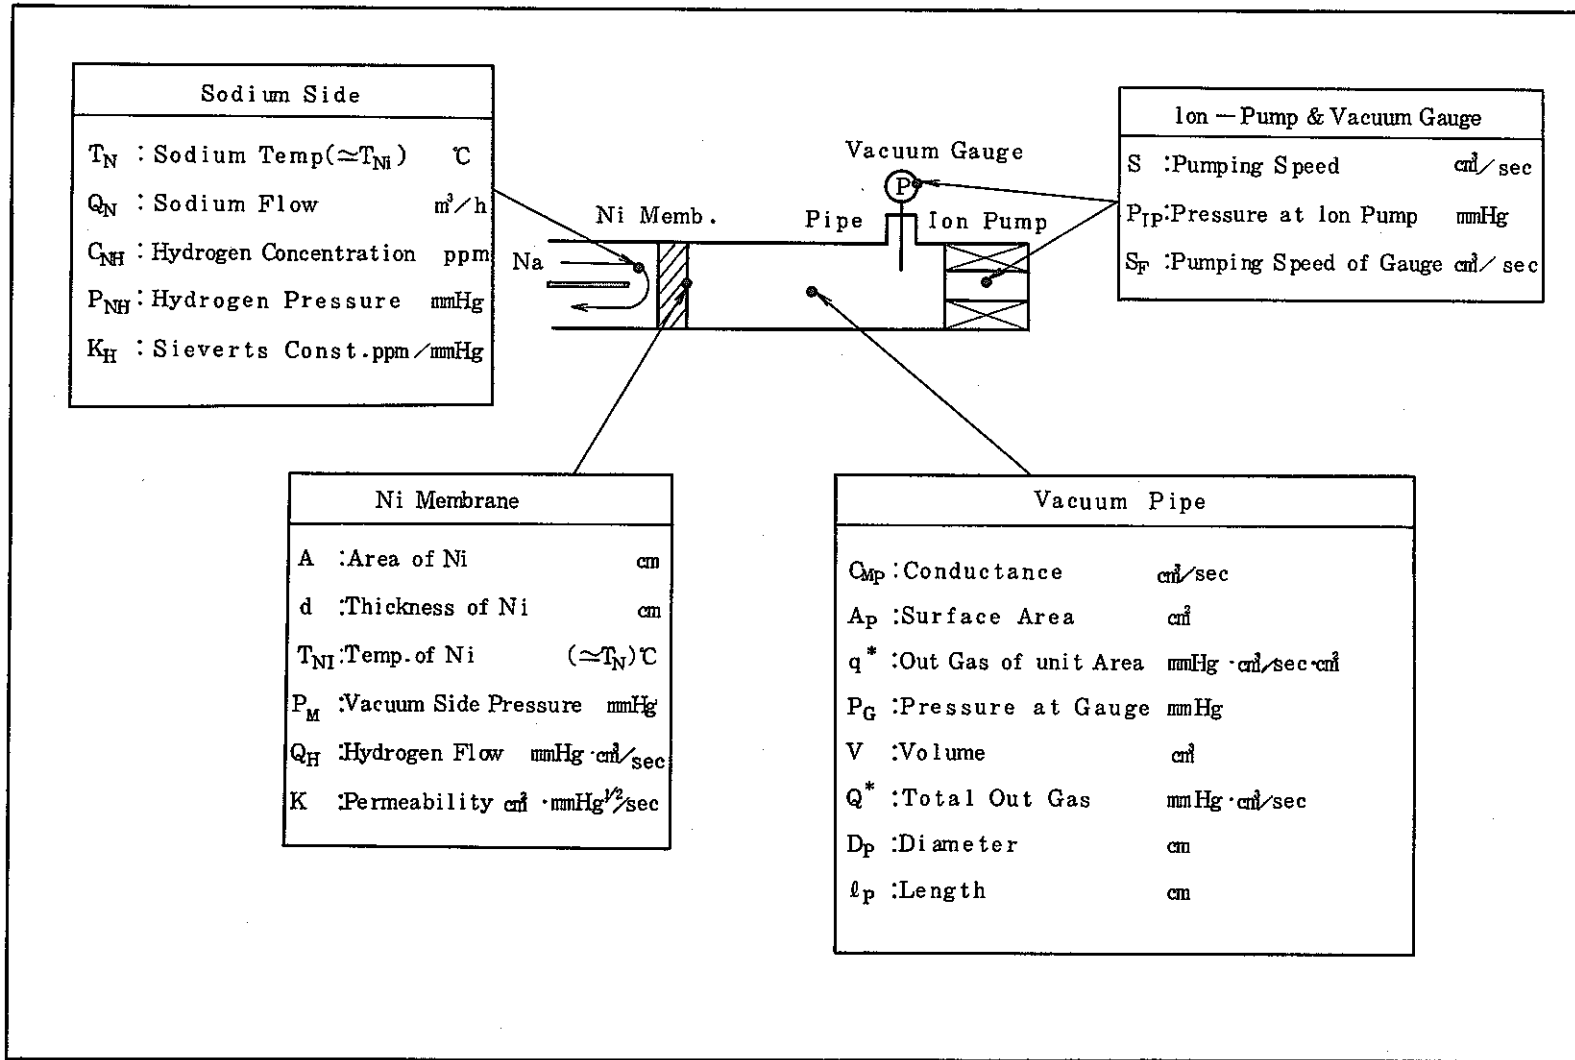 Sodium Side
T_N : Sodium Temp(≃T_Ni) ℃
Q_N : Sodium Flow m³/h
C_NH : Hydrogen Concentration ppm
P_NH : Hydrogen Pressure mmHg
K_H : Sieverts Const. ppm/mmHg
Vacuum Gauge
P
Ni Memb.
Pipe
Ion Pump
Na
Ion-Pump & Vacuum Gauge
S :Pumping Speed cm³/sec
P_IP:Pressure at Ion Pump mmHg
S_F :Pumping Speed of Gauge cm³/sec
Ni Membrane
A :Area of Ni cm
d :Thickness of Ni cm
T_NI:Temp. of Ni (≃T_N)℃
P_M :Vacuum Side Pressure mmHg
Q_H :Hydrogen Flow mmHg·cm³/sec
K :Permeability cm² ·mmHg^1/2/sec
Vacuum Pipe
C_MP:Conductance cm³/sec
A_P :Surface Area cm²
q* :Out Gas of unit Area mmHg·cm³/sec·cm²
P_G :Pressure at Gauge mmHg
V :Volume cm³
Q* :Total Out Gas mmHg·cm³/sec
D_P :Diameter cm
ℓ_P :Length cm